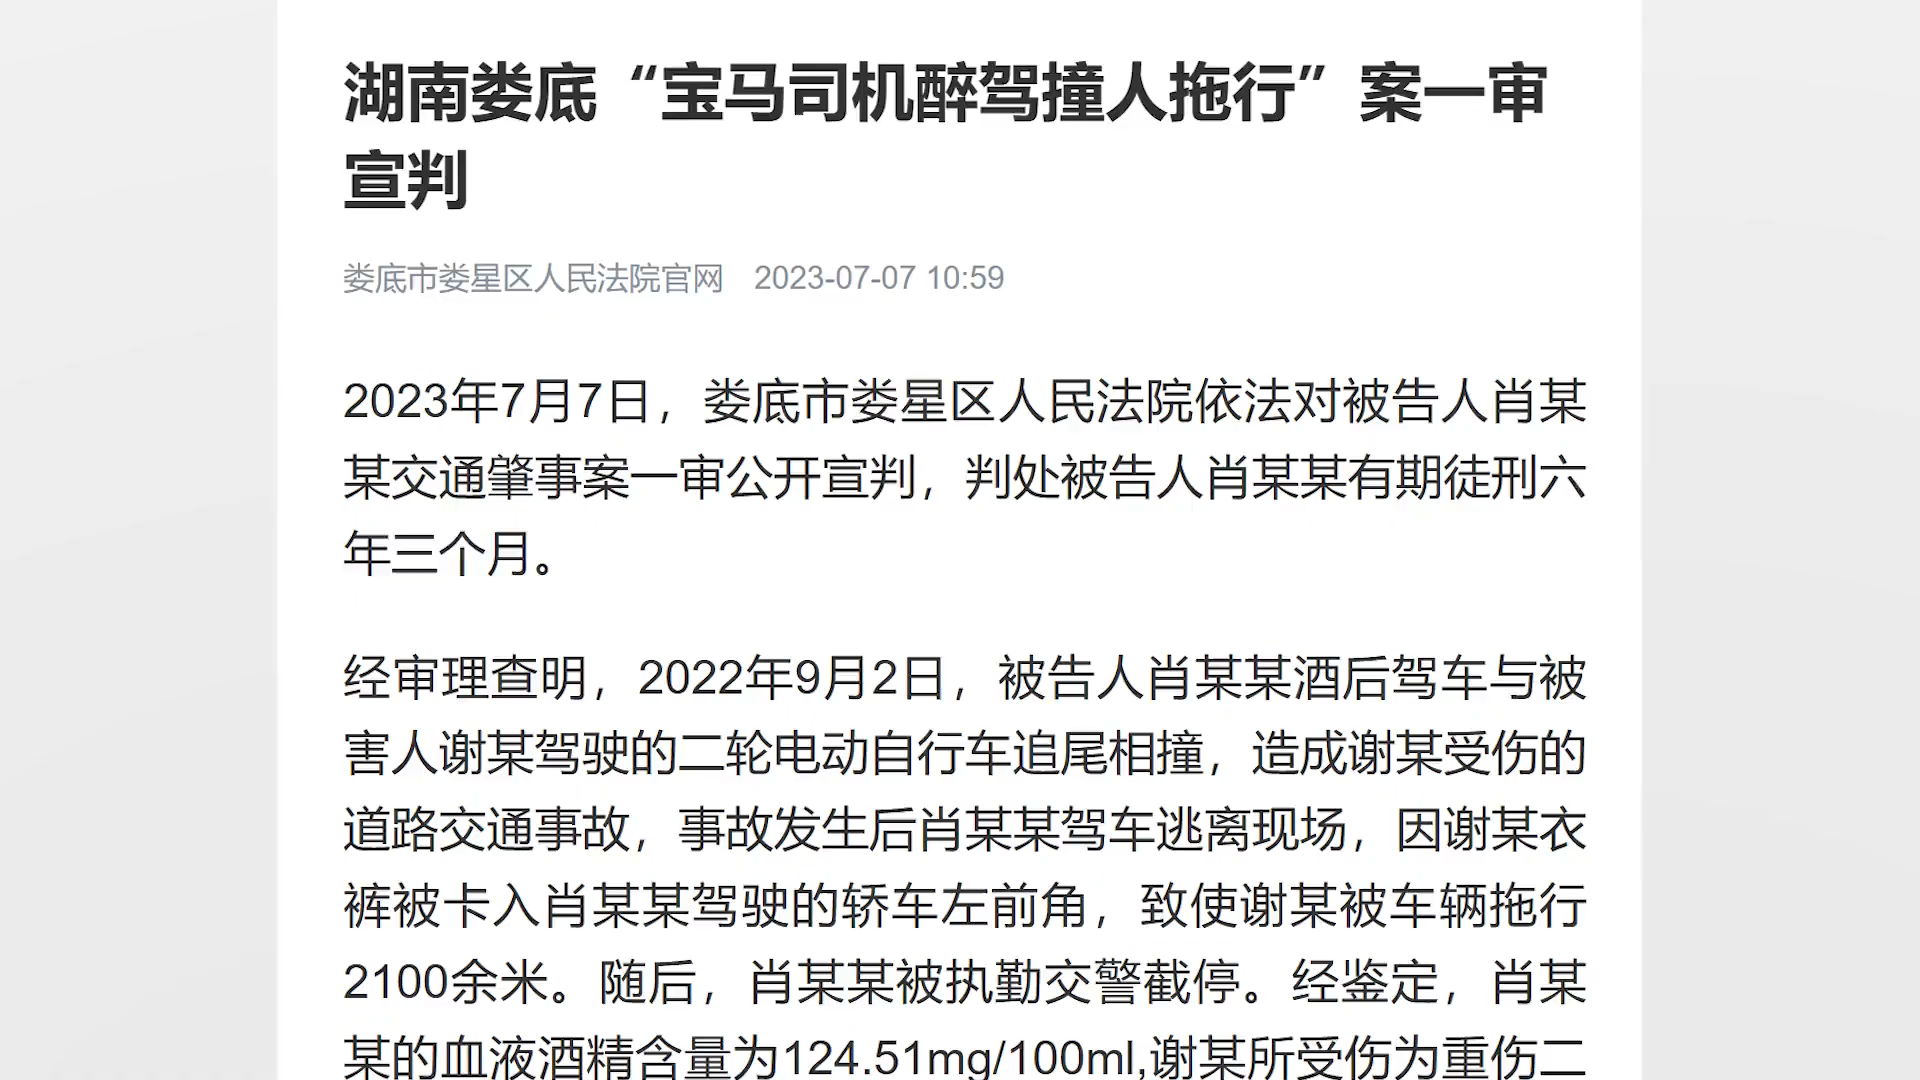 湖南娄底“宝马司机醉驾撞人拖行”案一审
宣判
娄底市娄星区人民法院官网 2023-07-07 10:59
2023年7月7日，娄底市娄星区人民法院依法对被告人肖某
某交通肇事案一审公开宣判，判处被告人肖某某有期徒刑六
年三个月。
经审理查明，2022年9月2日，被告人肖某某酒后驾车与被
害人谢某驾驶的二轮电动自行车追尾相撞，造成谢某受伤的
道路交通事故，事故发生后肖某某驾车逃离现场，因谢某衣
裤被卡入肖某某驾驶的轿车左前角，致使谢某被车辆拖行
2100余米。随后，肖某某被执勤交警截停。经鉴定，肖某
某的血液酒精含量为124.51mg/100ml,谢某所受伤为重伤二